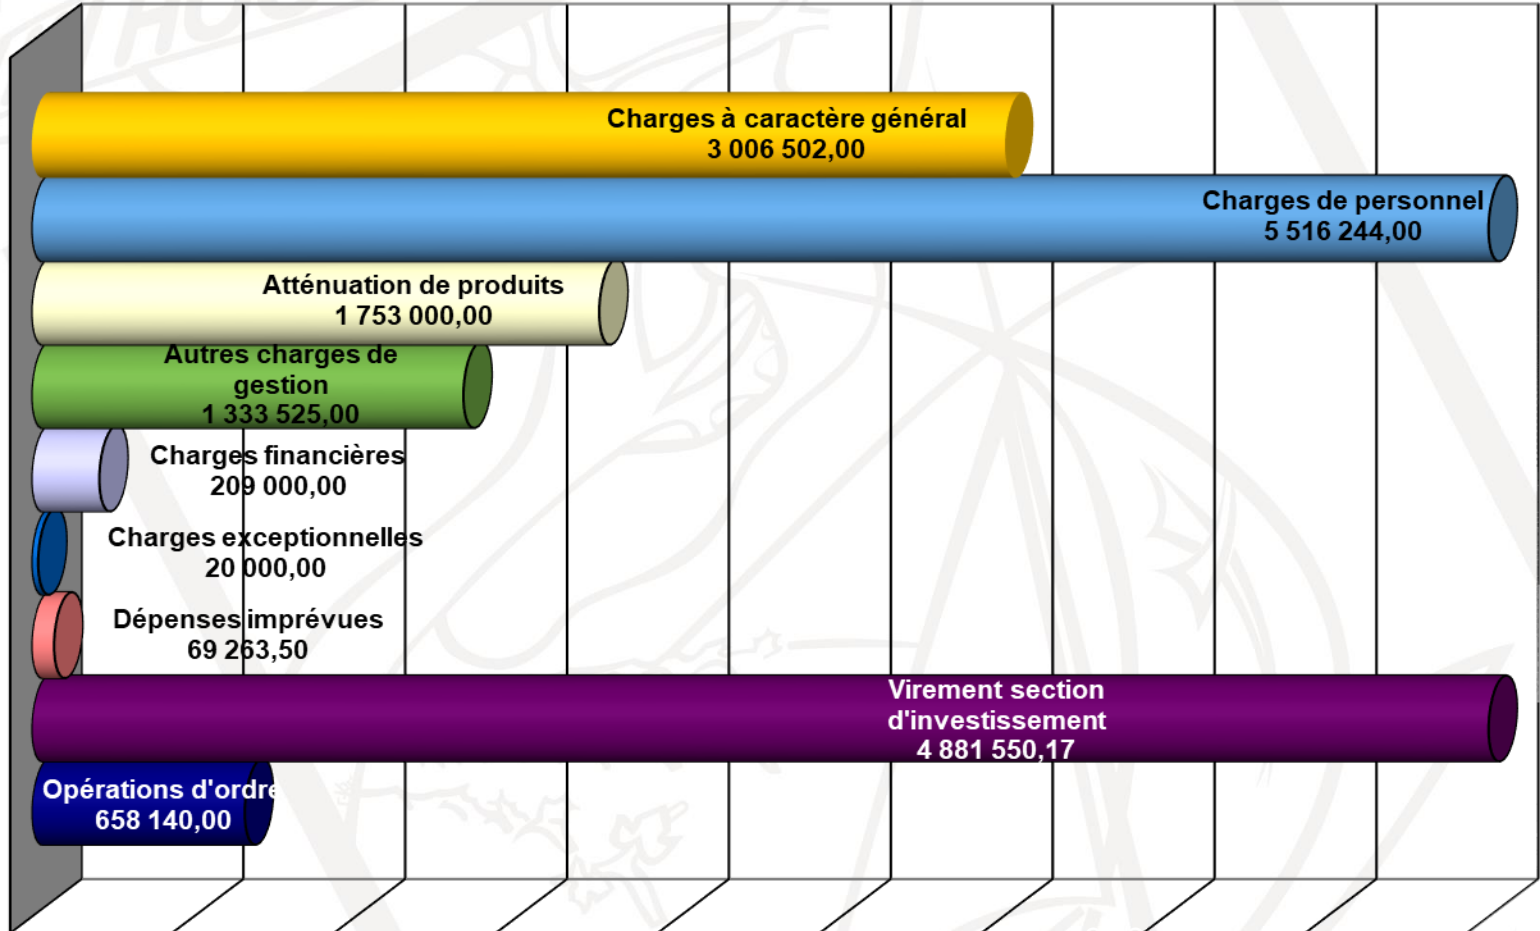 Charges à caractère général
3 006 502,00
Charges de personnel
5 516 244,00
Atténuation de produits
1 753 000,00
Autres charges de
gestion
1 333 525,00
Charges financières
209 000,00
Charges exceptionnelles
20 000,00
Dépenses imprévues
69 263,50
Virement section
d'investissement
4 881 550,17
Opérations d'ordre
658 140,00